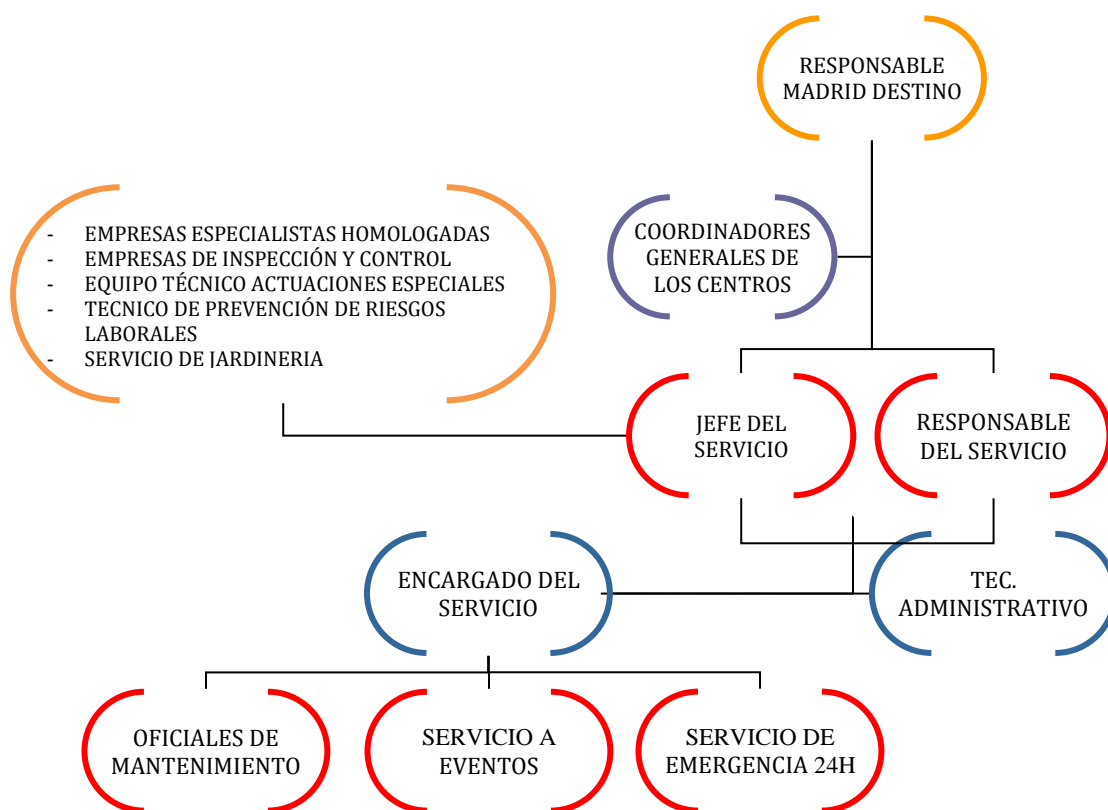 RESPONSABLE
MADRID DESTINO
COORDINADORES
GENERALES DE
LOS CENTROS
- EMPRESAS ESPECIALISTAS HOMOLOGADAS
- EMPRESAS DE INSPECCIÓN Y CONTROL
- EQUIPO TÉCNICO ACTUACIONES ESPECIALES
- TECNICO DE PREVENCIÓN DE RIESGOS
LABORALES
- SERVICIO DE JARDINERIA
JEFE DEL
SERVICIO
RESPONSABLE
DEL SERVICIO
ENCARGADO DEL
SERVICIO
TEC.
ADMINISTRATIVO
OFICIALES DE
MANTENIMIENTO
SERVICIO A
EVENTOS
SERVICIO DE
EMERGENCIA 24H